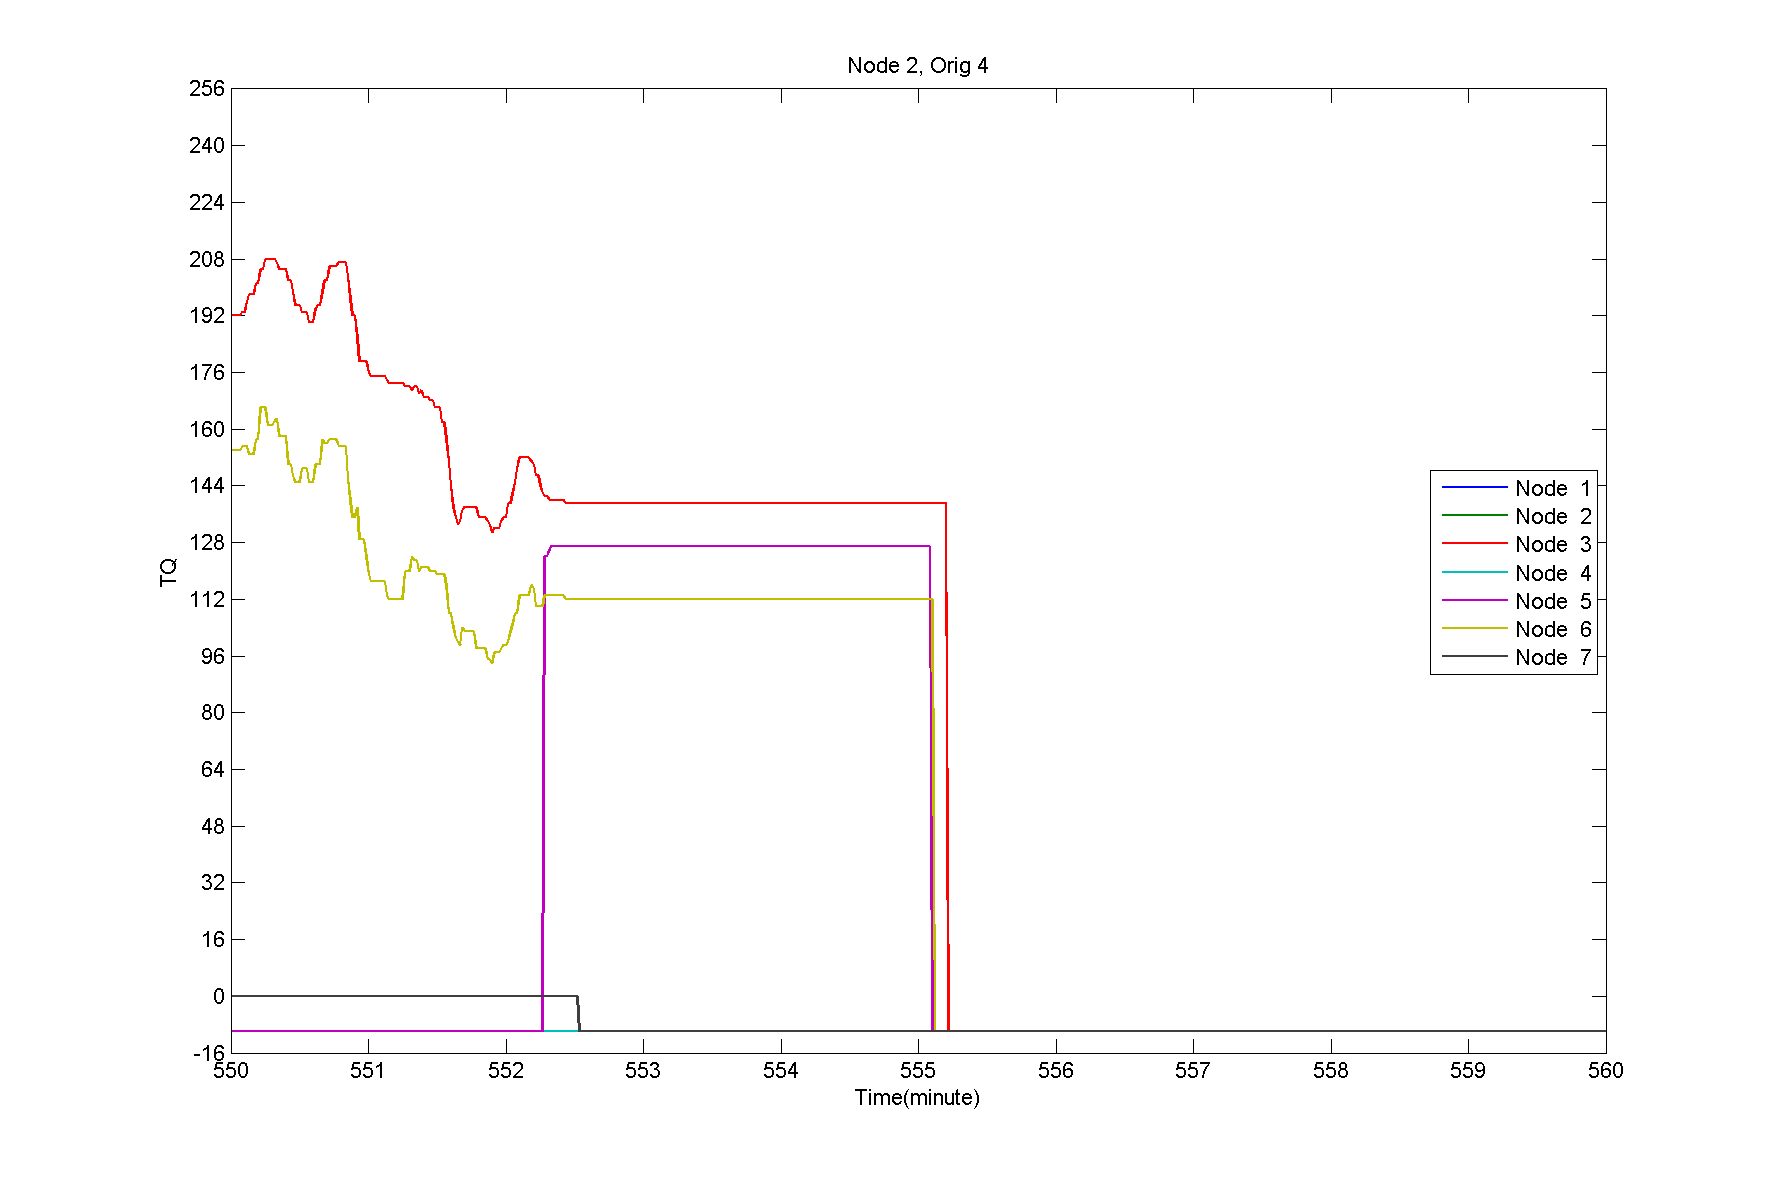 Node 2, Orig 4
256
240
224
208
192
176
160
144
128
112
96
80
64
48
32
16
0
-16
TQ
550 551 552 553 554 555 556 557 558 559 560
Time(minute)
Node 1
Node 2
Node 3
Node 4
Node 5
Node 6
Node 7